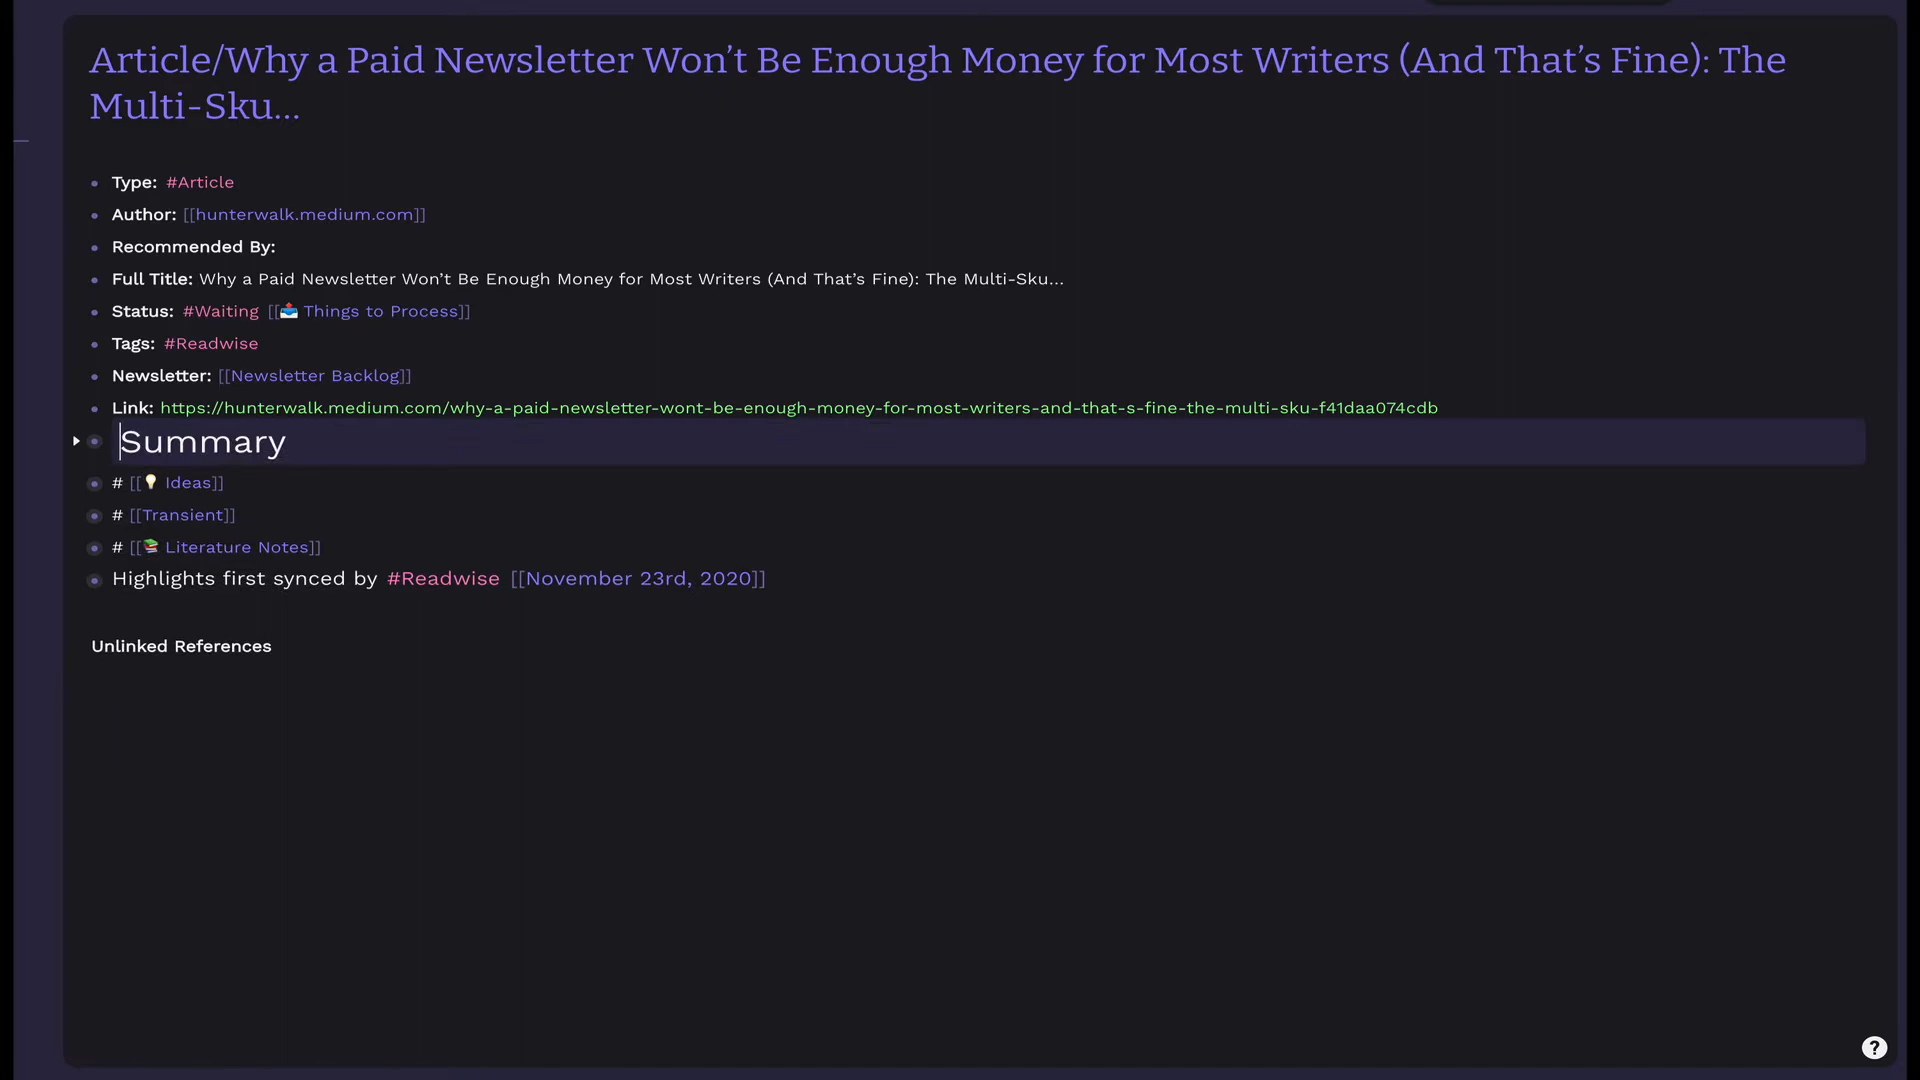 Article/Why a Paid Newsletter Won’t Be Enough Money for Most Writers (And That’s Fine): The
Multi-Sku...
Type: #Article
Author: [[hunterwalk.medium.com]]
Recommended By:
Full Title: Why a Paid Newsletter Won’t Be Enough Money for Most Writers (And That’s Fine): The Multi-Sku...
Status: #Waiting [[📤 Things to Process]]
Tags: #Readwise
Newsletter: [[Newsletter Backlog]]
Link: https://hunterwalk.medium.com/why-a-paid-newsletter-wont-be-enough-money-for-most-writers-and-that-s-fine-the-multi-sku-f41daa074cdb
Summary
# [[💡 Ideas]]
# [[Transient]]
# [[📚 Literature Notes]]
Highlights first synced by #Readwise [[November 23rd, 2020]]
Unlinked References
?